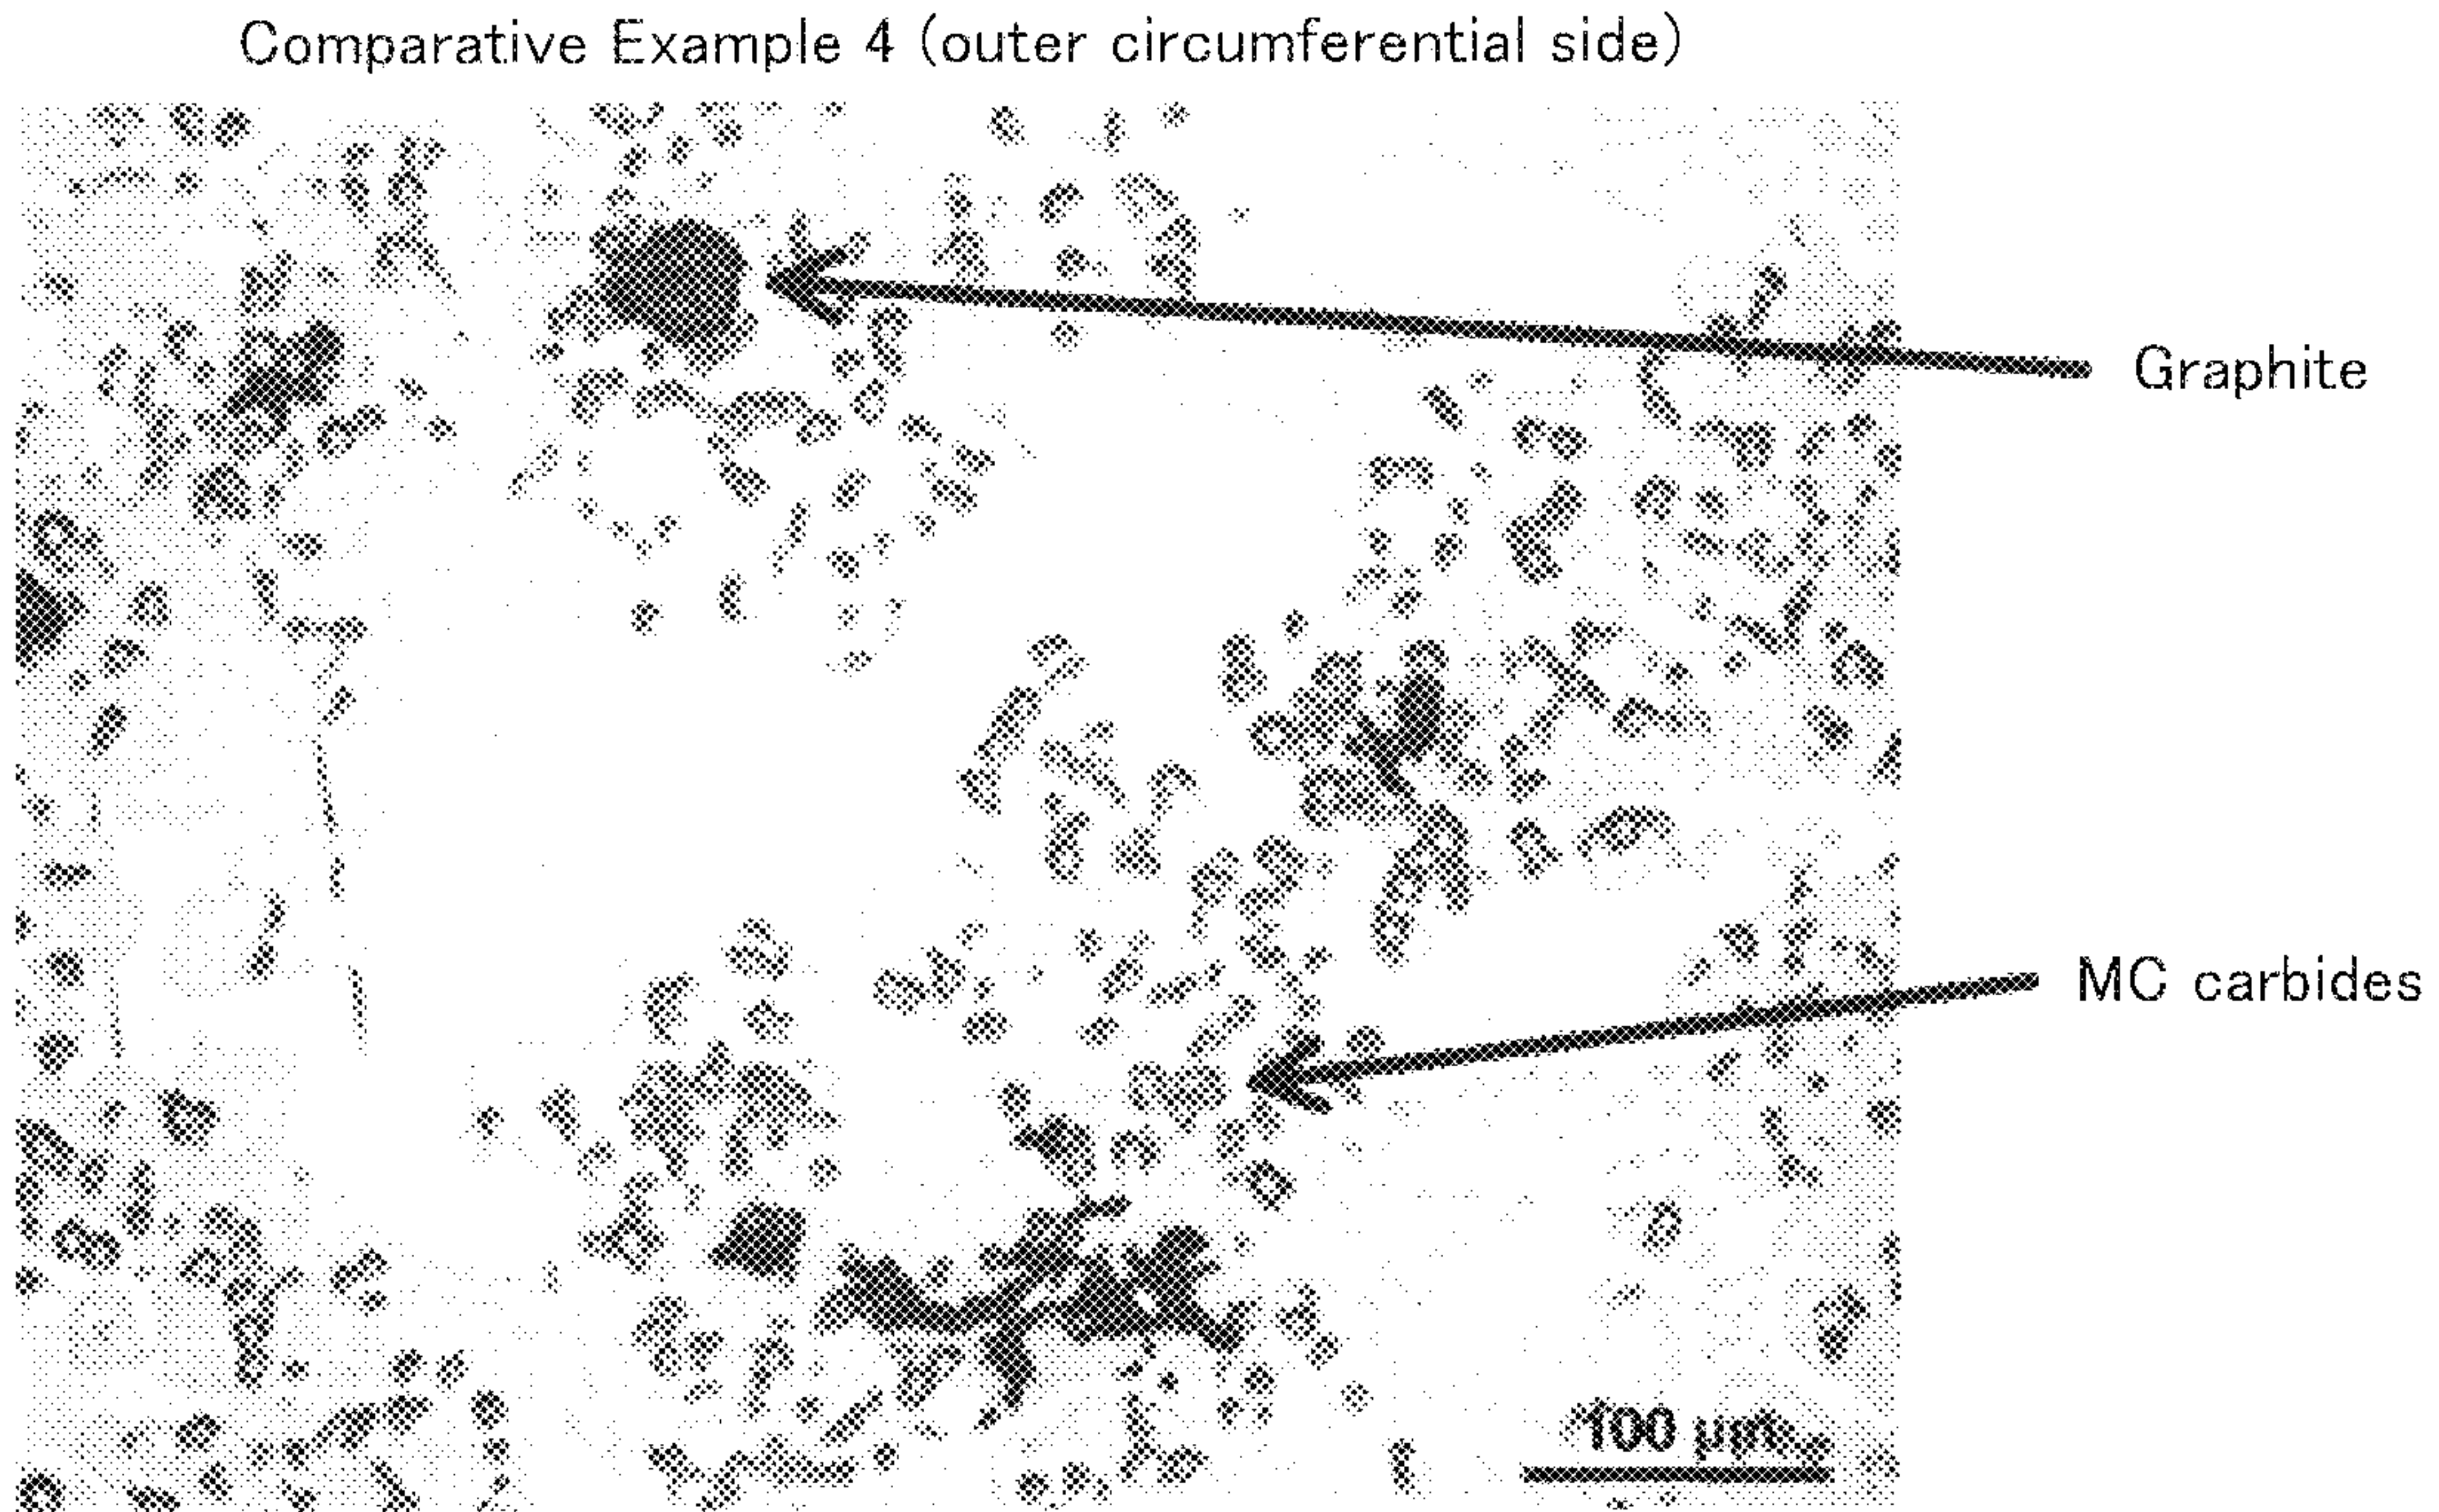 Comparative Example 4 (outer circumferential side)
Graphite
MC carbides
100 μm